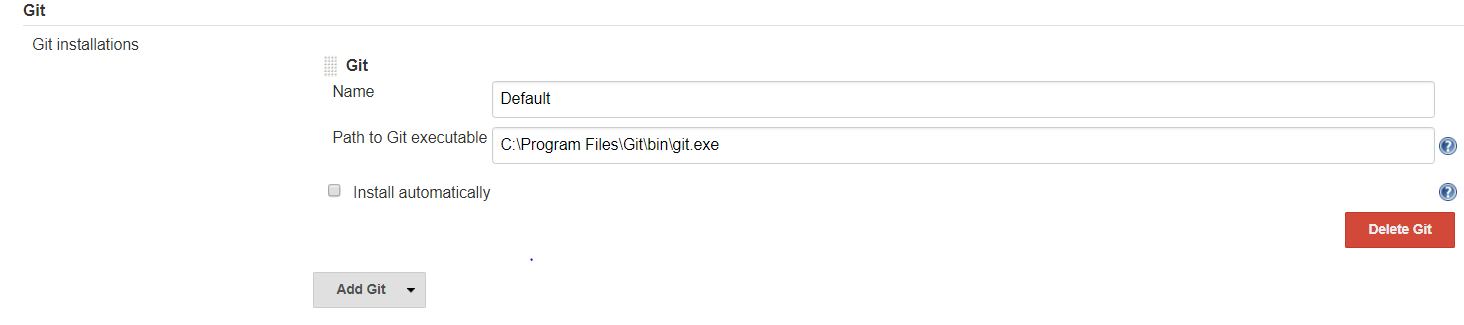 Git
Git installations
Git
Name
Default
Path to Git executable
C:\Program Files\Git\bin\git.exe
Install automatically
Delete Git
Add Git